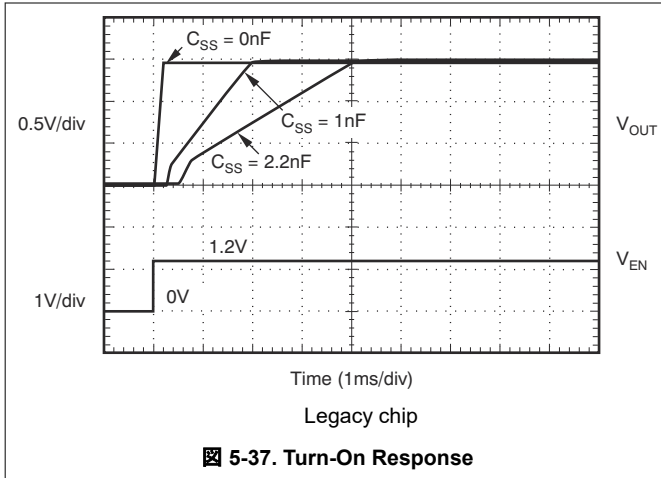 C_SS = 0nF
0.5V/div
C_SS = 1nF
V_OUT
C_SS = 2.2nF
1.2V
V_EN
1V/div
0V
Time (1ms/div)
Legacy chip
図 5-37. Turn-On Response